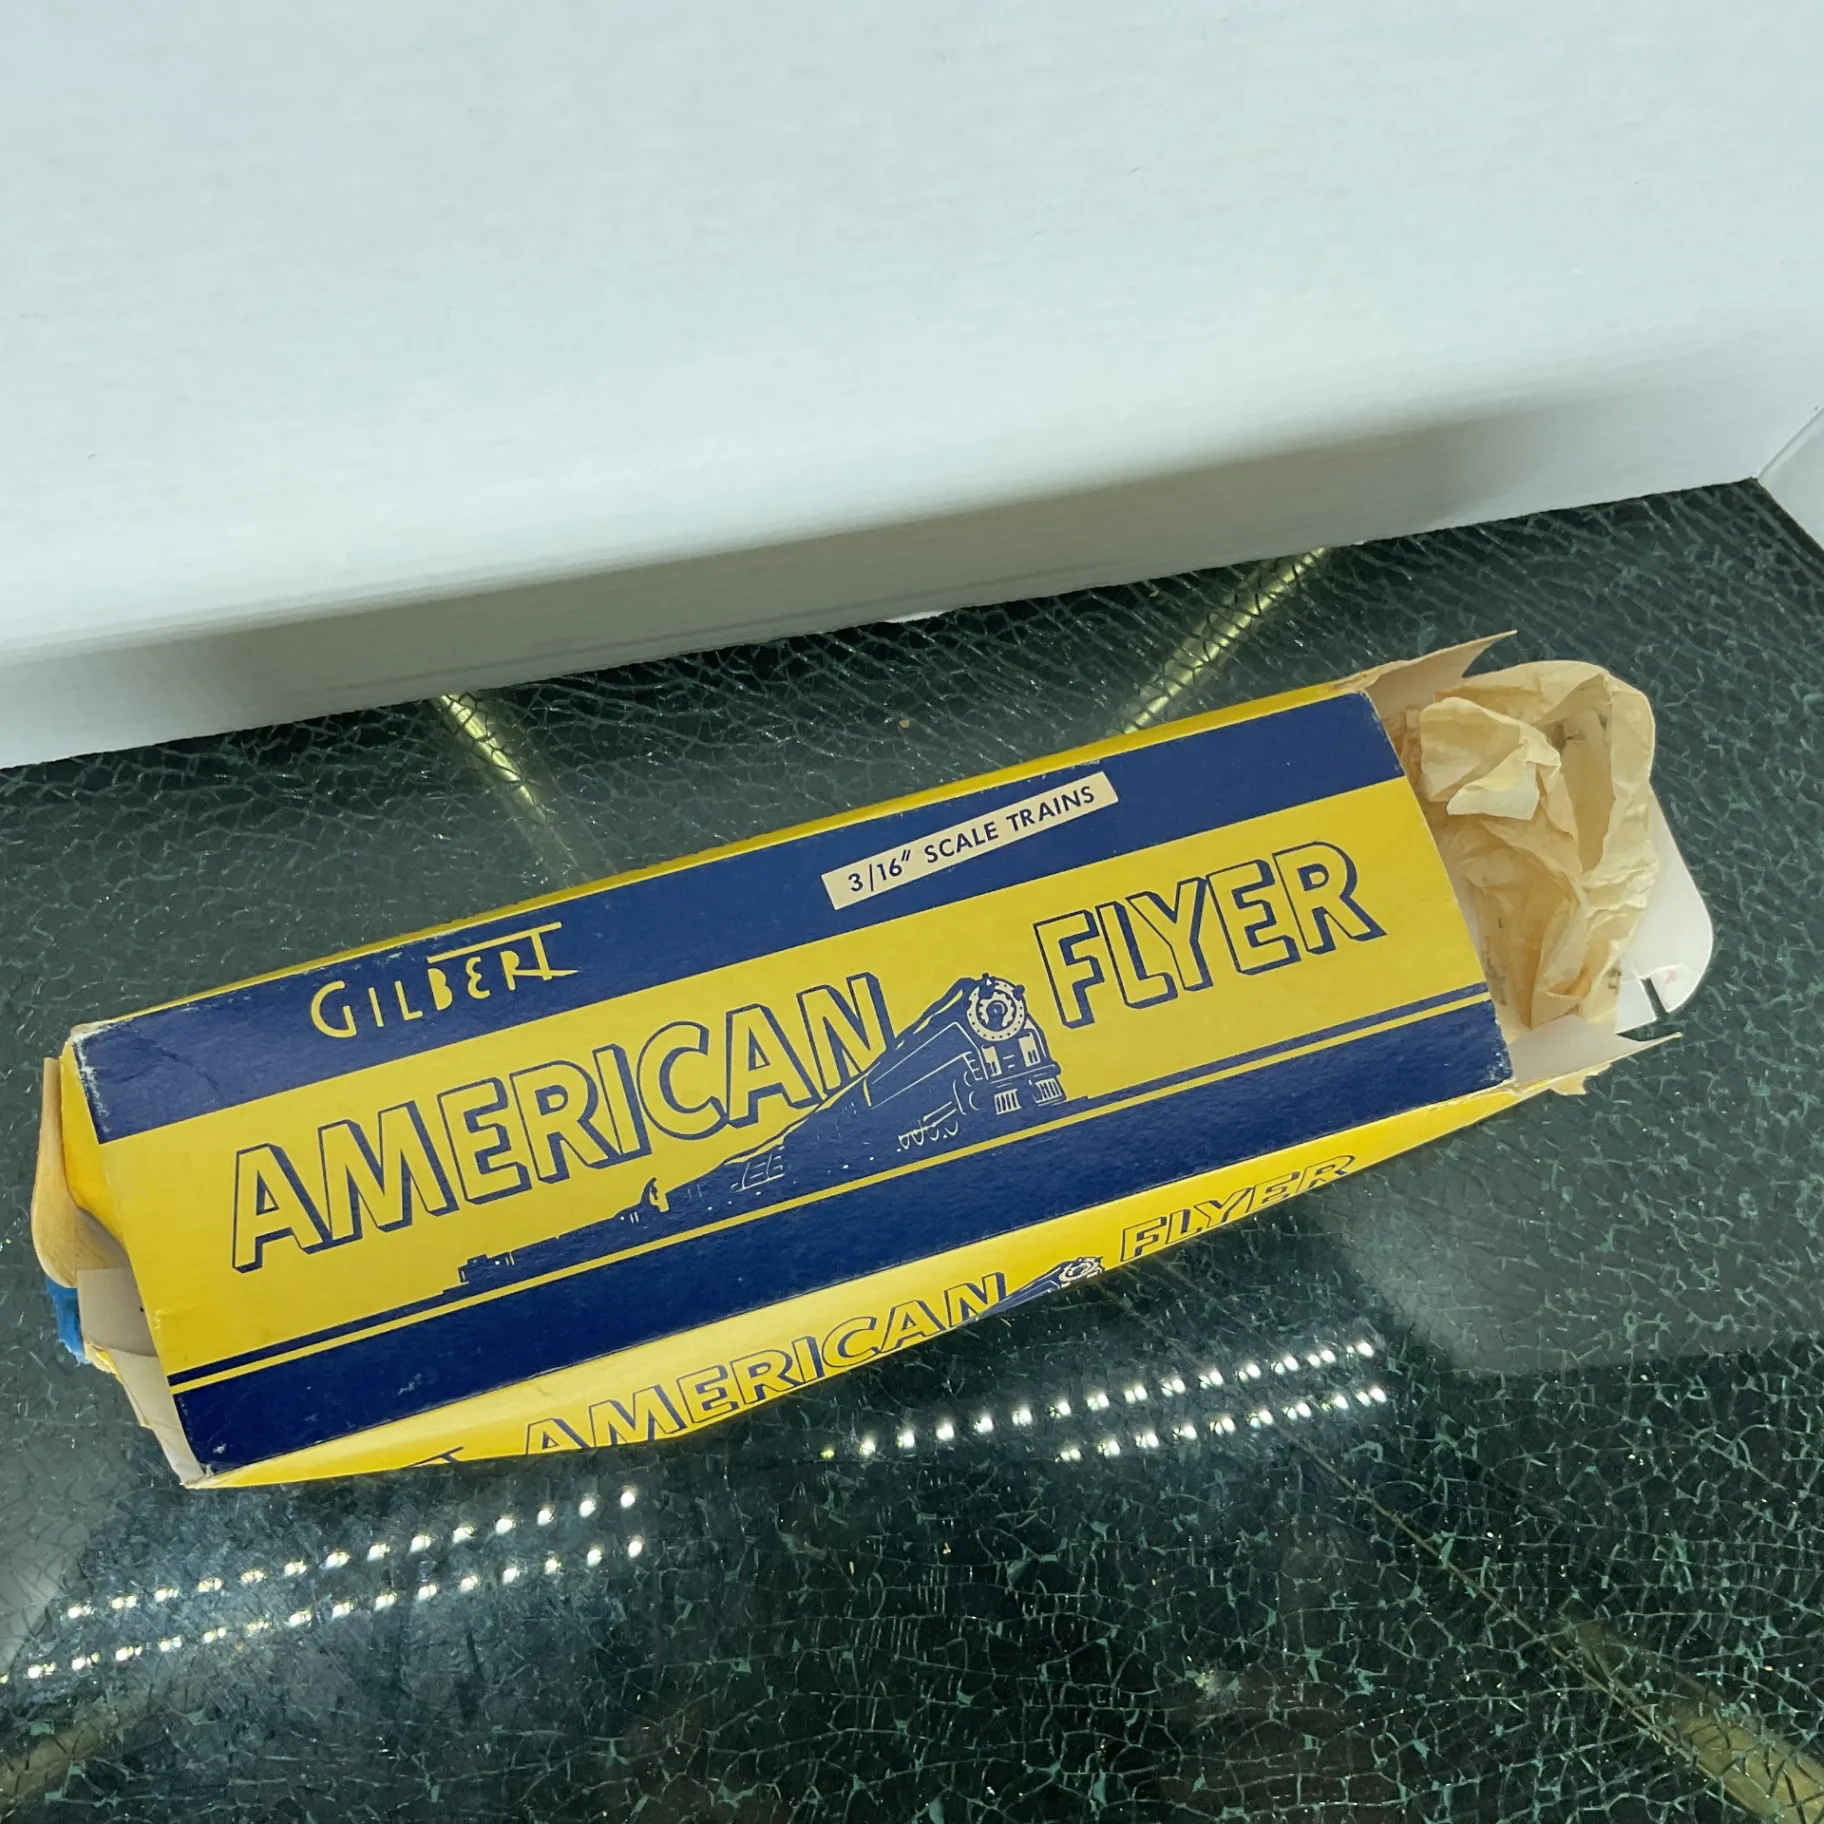 GILBERT
3/16" SCALE TRAINS
AMERICAN FLYER
AMERICAN FLYER